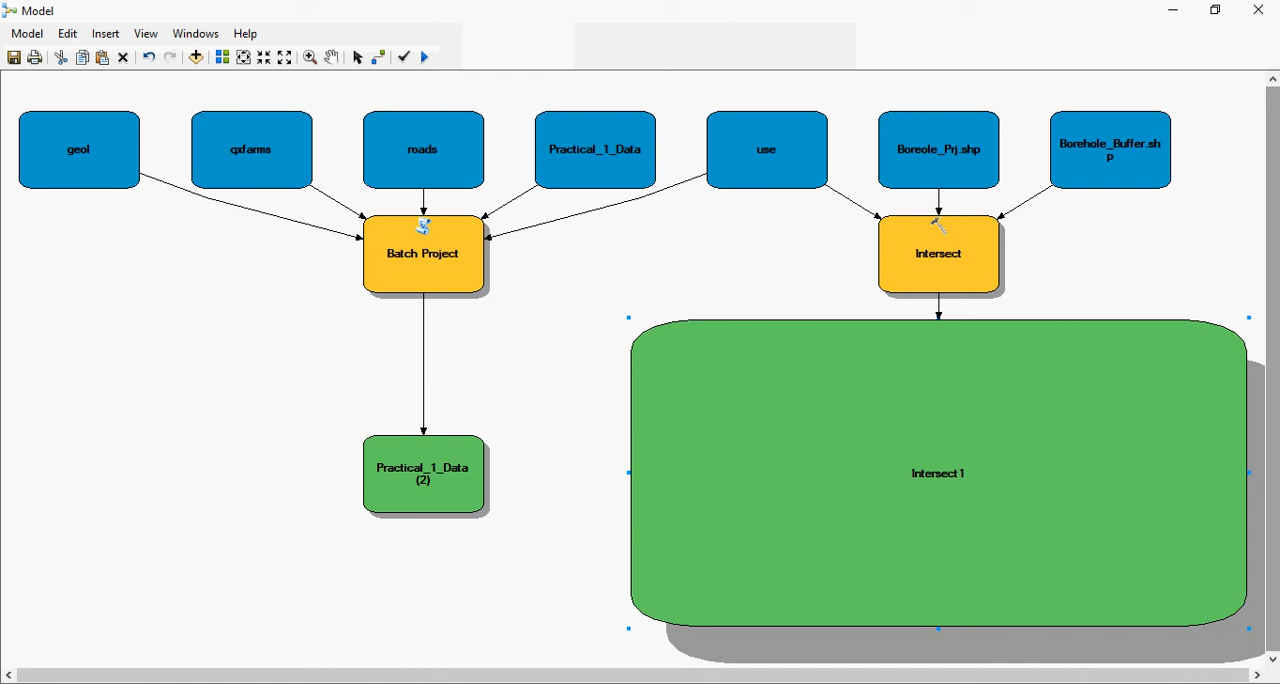 Model
Model Edit Insert View Windows Help
geol
qxfarms
roads
Practical_1_Data
use
Boreole_Prj.shp
Borehole_Buffer.sh
p
Batch Project
Intersect
Practical_1_Data
(2)
Intersect1